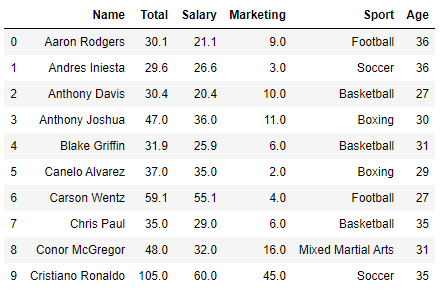 Name Total Salary Marketing Sport Age
0 Aaron Rodgers 30.1 21.1 9.0 Football 36
1 Andres Iniesta 29.6 26.6 3.0 Soccer 36
2 Anthony Davis 30.4 20.4 10.0 Basketball 27
3 Anthony Joshua 47.0 36.0 11.0 Boxing 30
4 Blake Griffin 31.9 25.9 6.0 Basketball 31
5 Canelo Alvarez 37.0 35.0 2.0 Boxing 29
6 Carson Wentz 59.1 55.1 4.0 Football 27
7 Chris Paul 35.0 29.0 6.0 Basketball 35
8 Conor McGregor 48.0 32.0 16.0 Mixed Martial Arts 31
9 Cristiano Ronaldo 105.0 60.0 45.0 Soccer 35